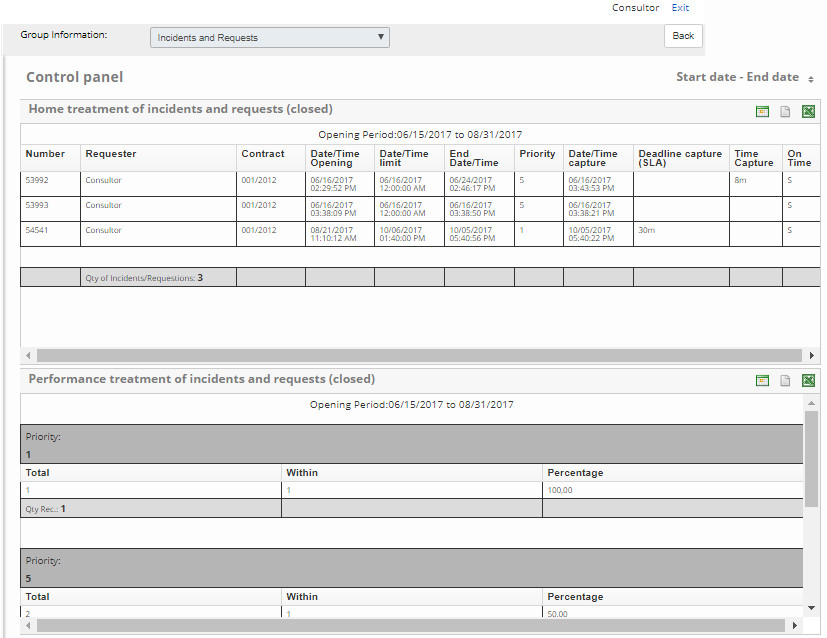 Consultor Exit
Group Information: Incidents and Requests Back
Control panel Start date - End date
Home treatment of incidents and requests (closed)
Opening Period:06/15/2017 to 08/31/2017
Number Requester Contract Date/Time Opening Date/Time limit End Date/Time Priority Date/Time capture Deadline capture (SLA) Time Capture On Time
53992 Consultor 001/2012 06/16/2017 02:29:52 PM 06/16/2017 12:00:00 AM 06/24/2017 02:46:17 PM 5 06/16/2017 03:43:53 PM 8m S
53993 Consultor 001/2012 06/16/2017 03:38:09 PM 06/16/2017 12:00:00 AM 06/16/2017 03:38:50 PM 5 06/16/2017 03:38:21 PM S
54541 Consultor 001/2012 08/21/2017 11:10:12 AM 10/06/2017 01:40:00 PM 10/05/2017 05:40:56 PM 1 10/05/2017 05:40:22 PM 30m S
Qty of Incidents/Requestions: 3
Performance treatment of incidents and requests (closed)
Opening Period:06/15/2017 to 08/31/2017
Priority:
1
Total Within Percentage
1 1 100,00
Qty Rec.: 1
Priority:
5
Total Within Percentage
2 1 50.00